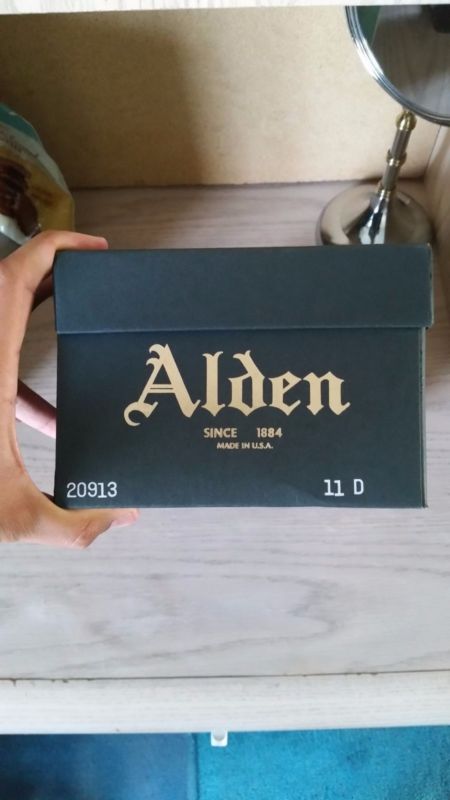 Alden
SINCE 1884
MADE IN U.S.A.
20913 11 D